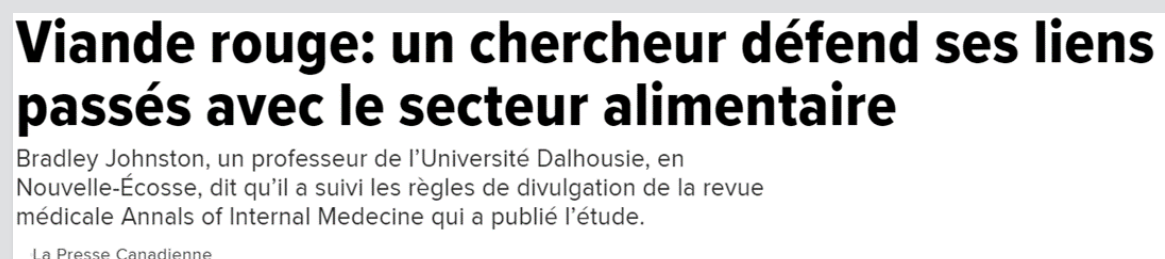 Viande rouge: un chercheur défend ses liens
passés avec le secteur alimentaire
Bradley Johnston, un professeur de l’Université Dalhousie, en
Nouvelle-Écosse, dit qu’il a suivi les règles de divulgation de la revue
médicale Annals of Internal Medecine qui a publié l’étude.
La Presse Canadienne